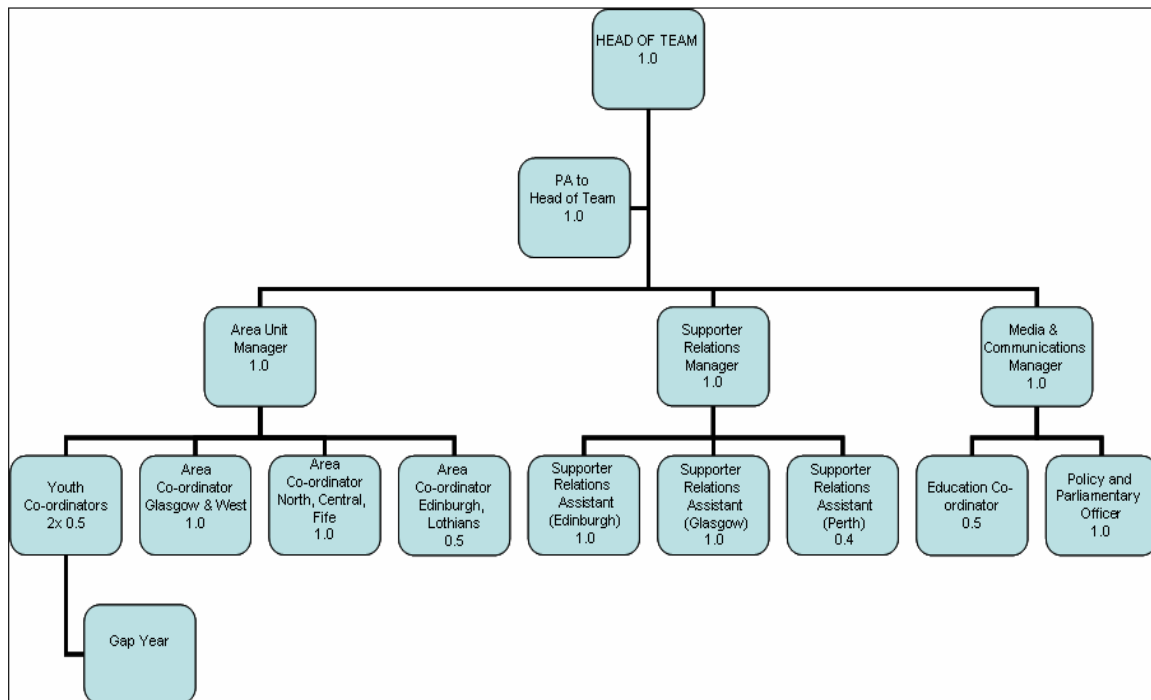 HEAD OF TEAM
1.0
PA to
Head of Team
1.0
Area Unit
Manager
1.0
Supporter
Relations
Manager
1.0
Media &
Communications
Manager
1.0
Youth
Co-ordinators
2x 0.5
Area
Co-ordinator
Glasgow & West
1.0
Area
Co-ordinator
North, Central,
Fife
1.0
Area
Co-ordinator
Edinburgh,
Lothians
0.5
Supporter
Relations
Assistant
(Edinburgh)
1.0
Supporter
Relations
Assistant
(Glasgow)
1.0
Supporter
Relations
Assistant
(Perth)
0.4
Education Co-
ordinator
0.5
Policy and
Parliamentary
Officer
1.0
Gap Year